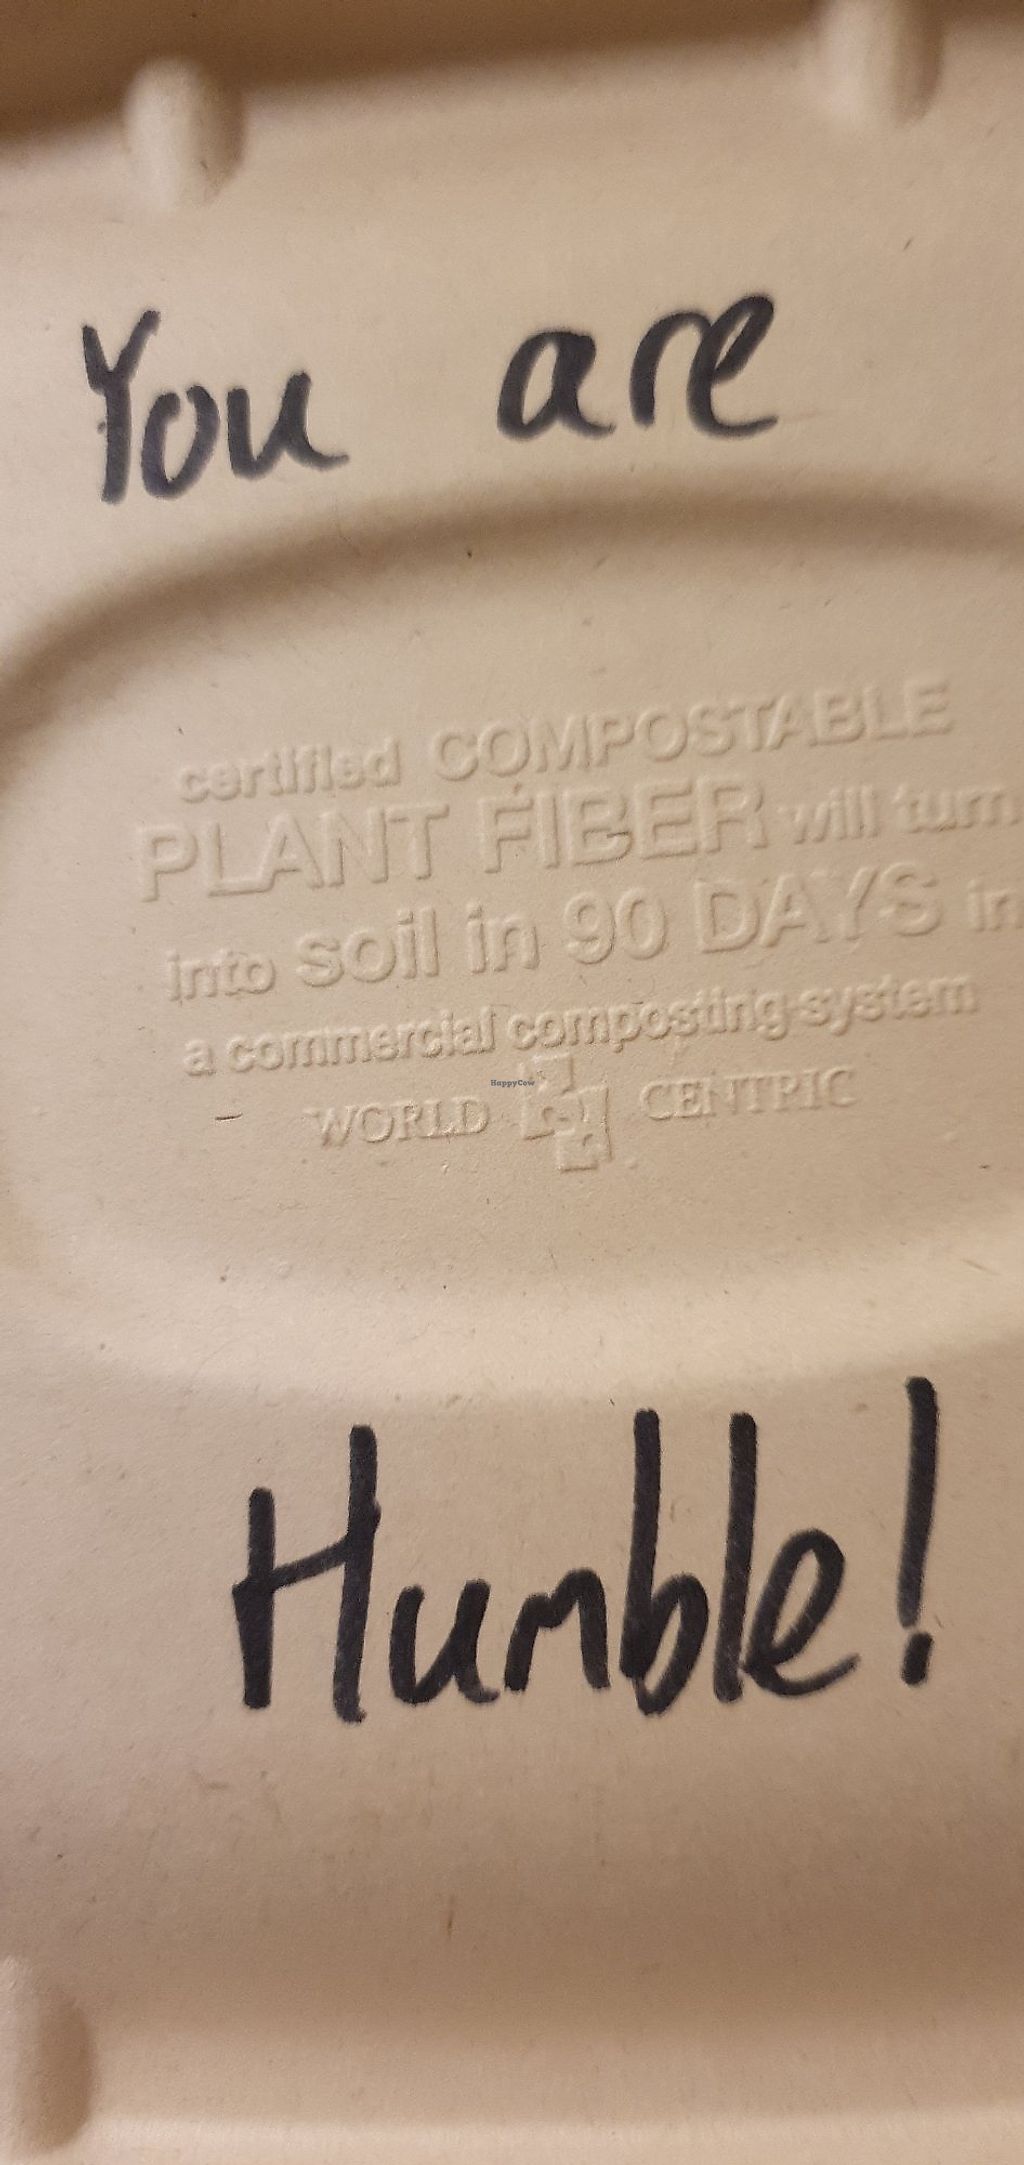 You are
certified COMPOSTABLE
PLANT FIBER will turn
into soil in 90 DAYS in
a commercial composting system
HappyCow
WORLD CENTRIC
Humble!